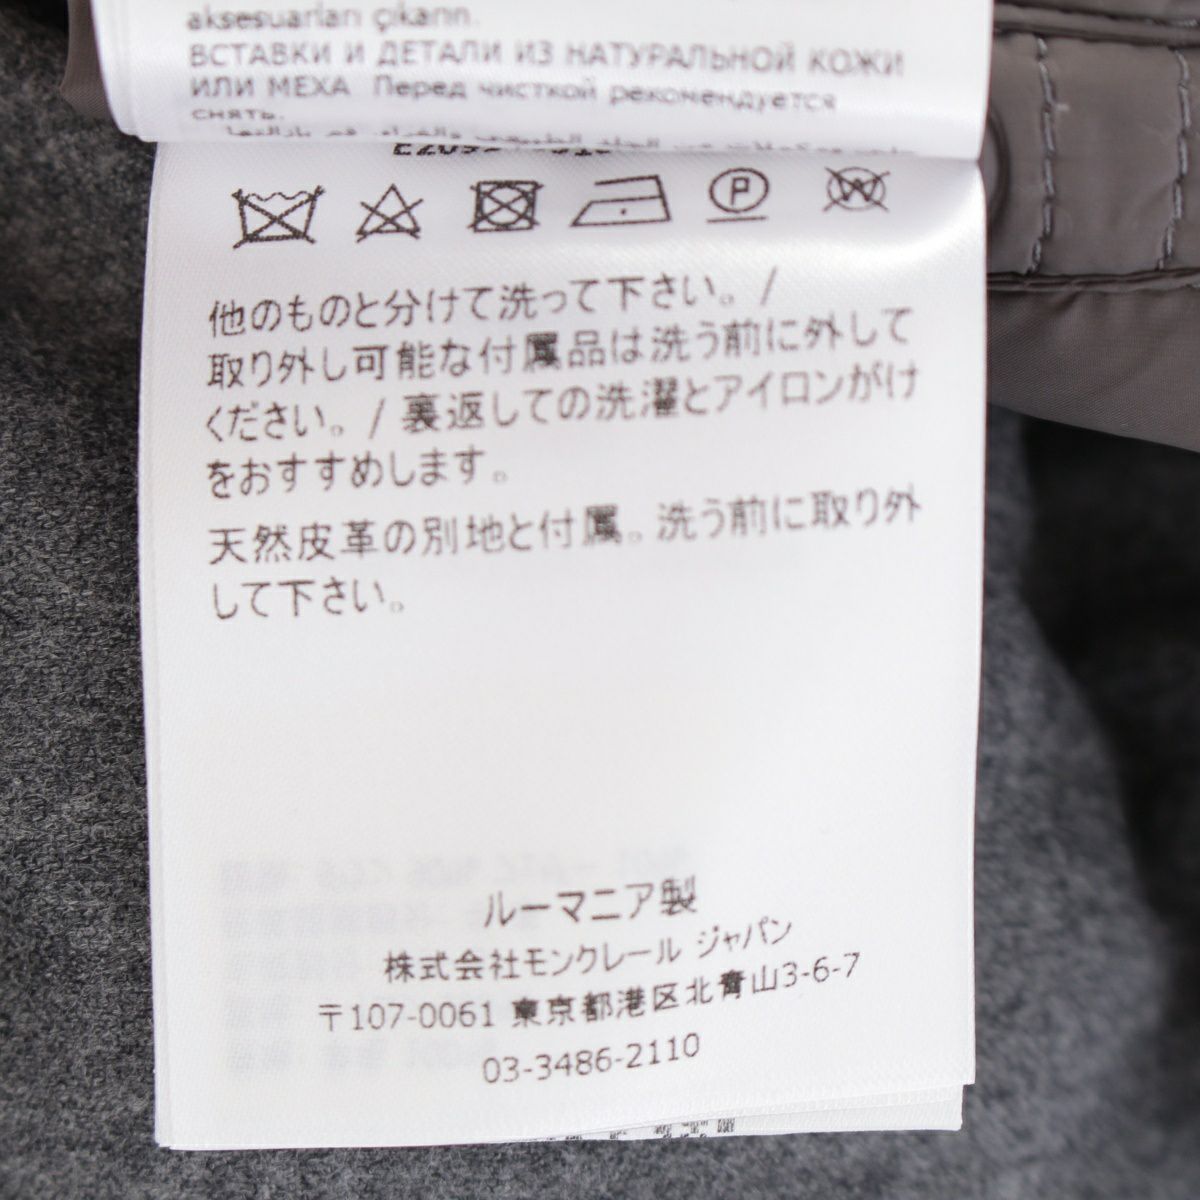 aksesuarları çıkarın.
ВСТАВКИ И ДЕТАЛИ ИЗ НАТУРАЛЬНОЙ КОЖИ
ИЛИ МЕХА Перед чисткой рекомендуется
снять.
P
W
他のものと分けて洗って下さい。/
取り外し可能な付属品は洗う前に外して
ください。/ 裏返しての洗濯とアイロンがけ
をおすすめします。
天然皮革の別地と付属。洗う前に取り外
して下さい。
ルーマニア製
株式会社モンクレール ジャパン
〒107-0061 東京都港区北青山3-6-7
03-3486-2110